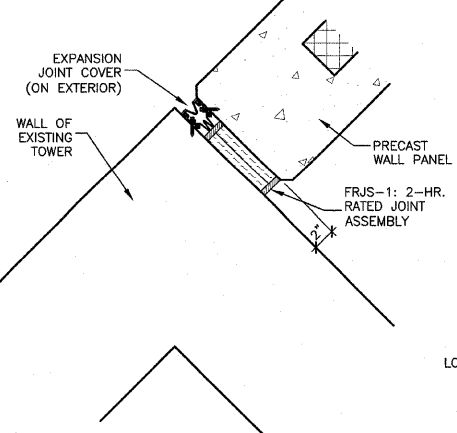 EXPANSION
JOINT COVER
(ON EXTERIOR)
WALL OF
EXISTING
TOWER
PRECAST
WALL PANEL
FRJS-1: 2-HR.
RATED JOINT
ASSEMBLY
2"
LO